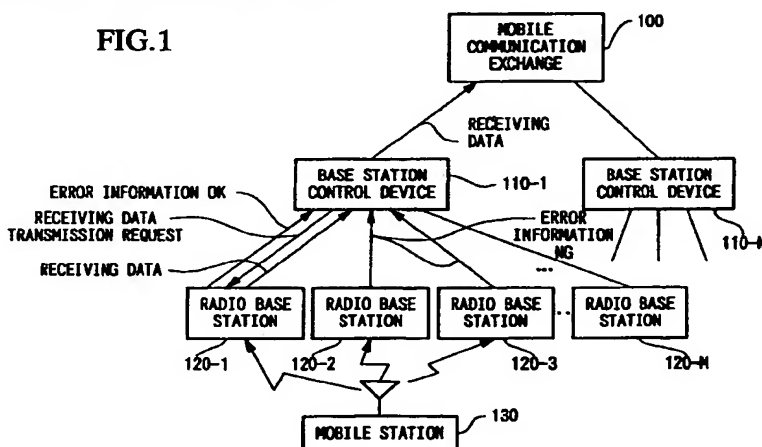 FIG.1
MOBILE
COMMUNICATION
EXCHANGE
100
RECEIVING
DATA
BASE STATION
CONTROL DEVICE
110-1
BASE STATION
CONTROL DEVICE
ERROR INFORMATION OK
RECEIVING DATA
TRANSMISSION REQUEST
RECEIVING DATA
ERROR
INFORMATION
NG
...
RADIO BASE
STATION
RADIO BASE
STATION
RADIO BASE
STATION
..
RADIO BASE
STATION
120-1
120-2
120-3
120-M
130
MOBILE STATION